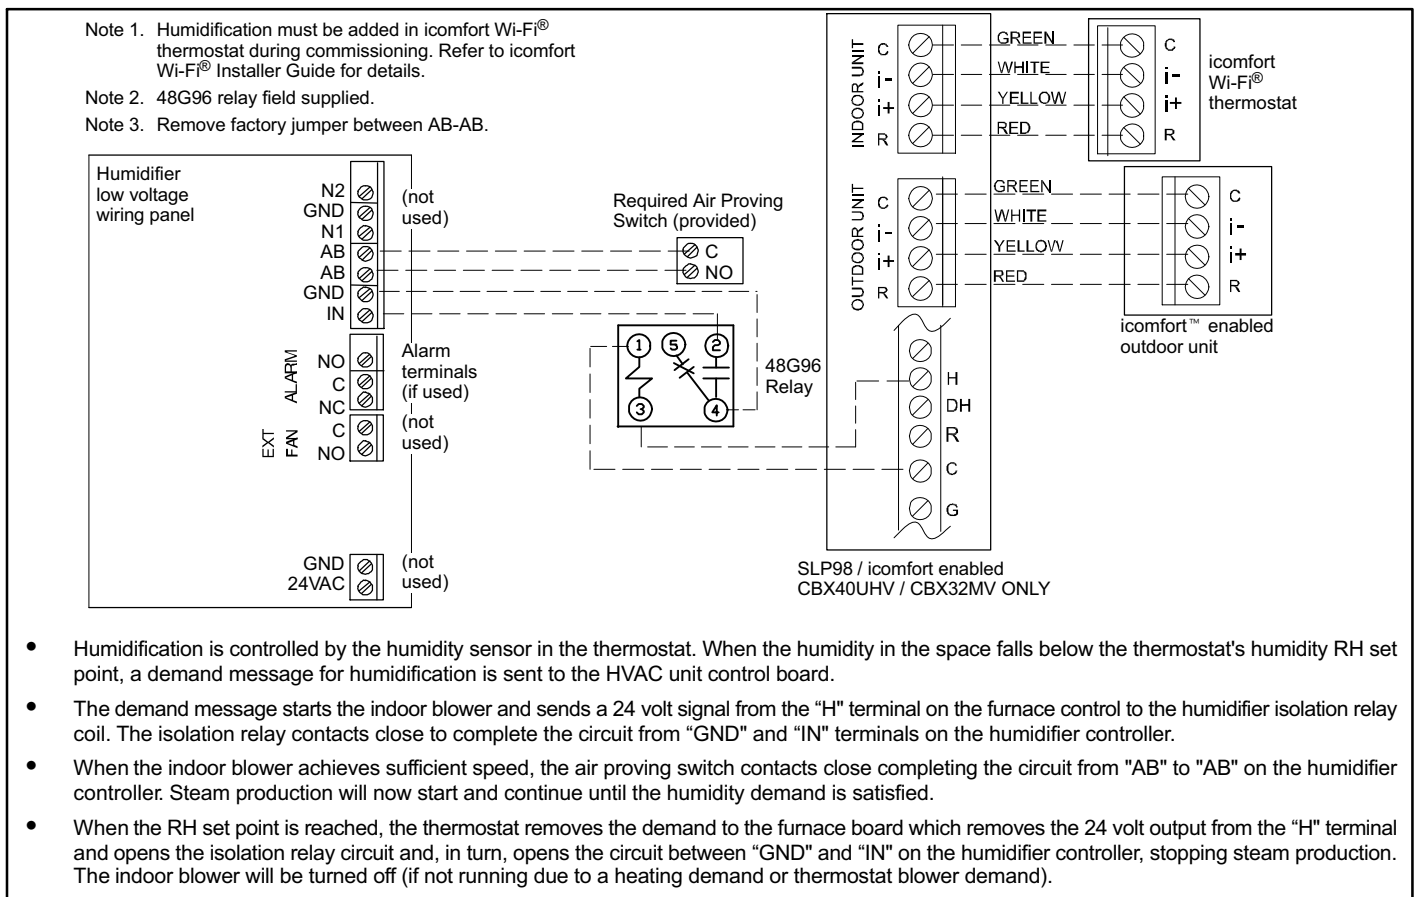 Note 1. Humidification must be added in icomfort Wi-Fi®
thermostat during commissioning. Refer to icomfort
Wi-Fi® Installer Guide for details.
Note 2. 48G96 relay field supplied.
Note 3. Remove factory jumper between AB-AB.
Humidifier
low voltage
wiring panel
N2
GND
N1
AB
AB
GND
IN
(not
used)
ALARM
NO
C
NC
Alarm
terminals
(if used)
EXT
FAN
C
NO
(not
used)
GND
24VAC
(not
used)
Required Air Proving
Switch (provided)
C
NO
1
5
2
3
4
48G96
Relay
INDOOR UNIT
C
i-
i+
R
GREEN
WHITE
YELLOW
RED
C
i-
i+
R
icomfort
Wi-Fi®
thermostat
OUTDOOR UNIT
C
i-
i+
R
GREEN
WHITE
YELLOW
RED
C
i-
i+
R
icomfort™ enabled
outdoor unit
H
DH
R
C
G
SLP98 / icomfort enabled
CBX40UHV / CBX32MV ONLY
• Humidification is controlled by the humidity sensor in the thermostat. When the humidity in the space falls below the thermostat's humidity RH set
point, a demand message for humidification is sent to the HVAC unit control board.
• The demand message starts the indoor blower and sends a 24 volt signal from the “H" terminal on the furnace control to the humidifier isolation relay
coil. The isolation relay contacts close to complete the circuit from “GND" and “IN" terminals on the humidifier controller.
• When the indoor blower achieves sufficient speed, the air proving switch contacts close completing the circuit from "AB" to "AB" on the humidifier
controller. Steam production will now start and continue until the humidity demand is satisfied.
• When the RH set point is reached, the thermostat removes the demand to the furnace board which removes the 24 volt output from the “H" terminal
and opens the isolation relay circuit and, in turn, opens the circuit between “GND" and “IN" on the humidifier controller, stopping steam production.
The indoor blower will be turned off (if not running due to a heating demand or thermostat blower demand).